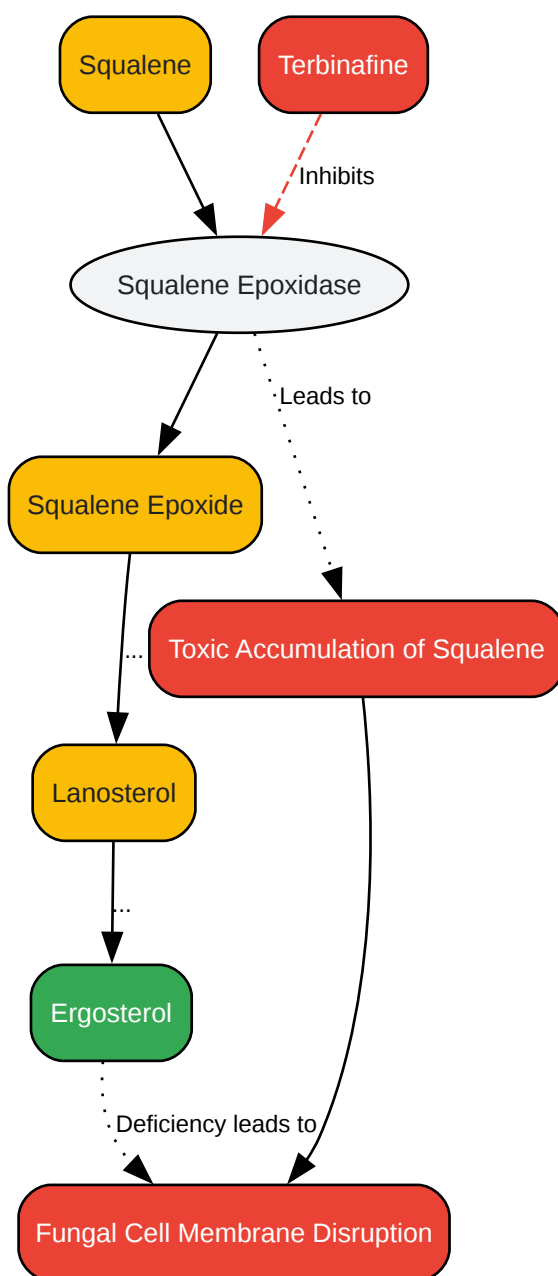 Squalene
Terbinafine
Inhibits
Squalene Epoxidase
Leads to
Squalene Epoxide
Toxic Accumulation of Squalene
...
Lanosterol
...
Ergosterol
Deficiency leads to
Fungal Cell Membrane Disruption